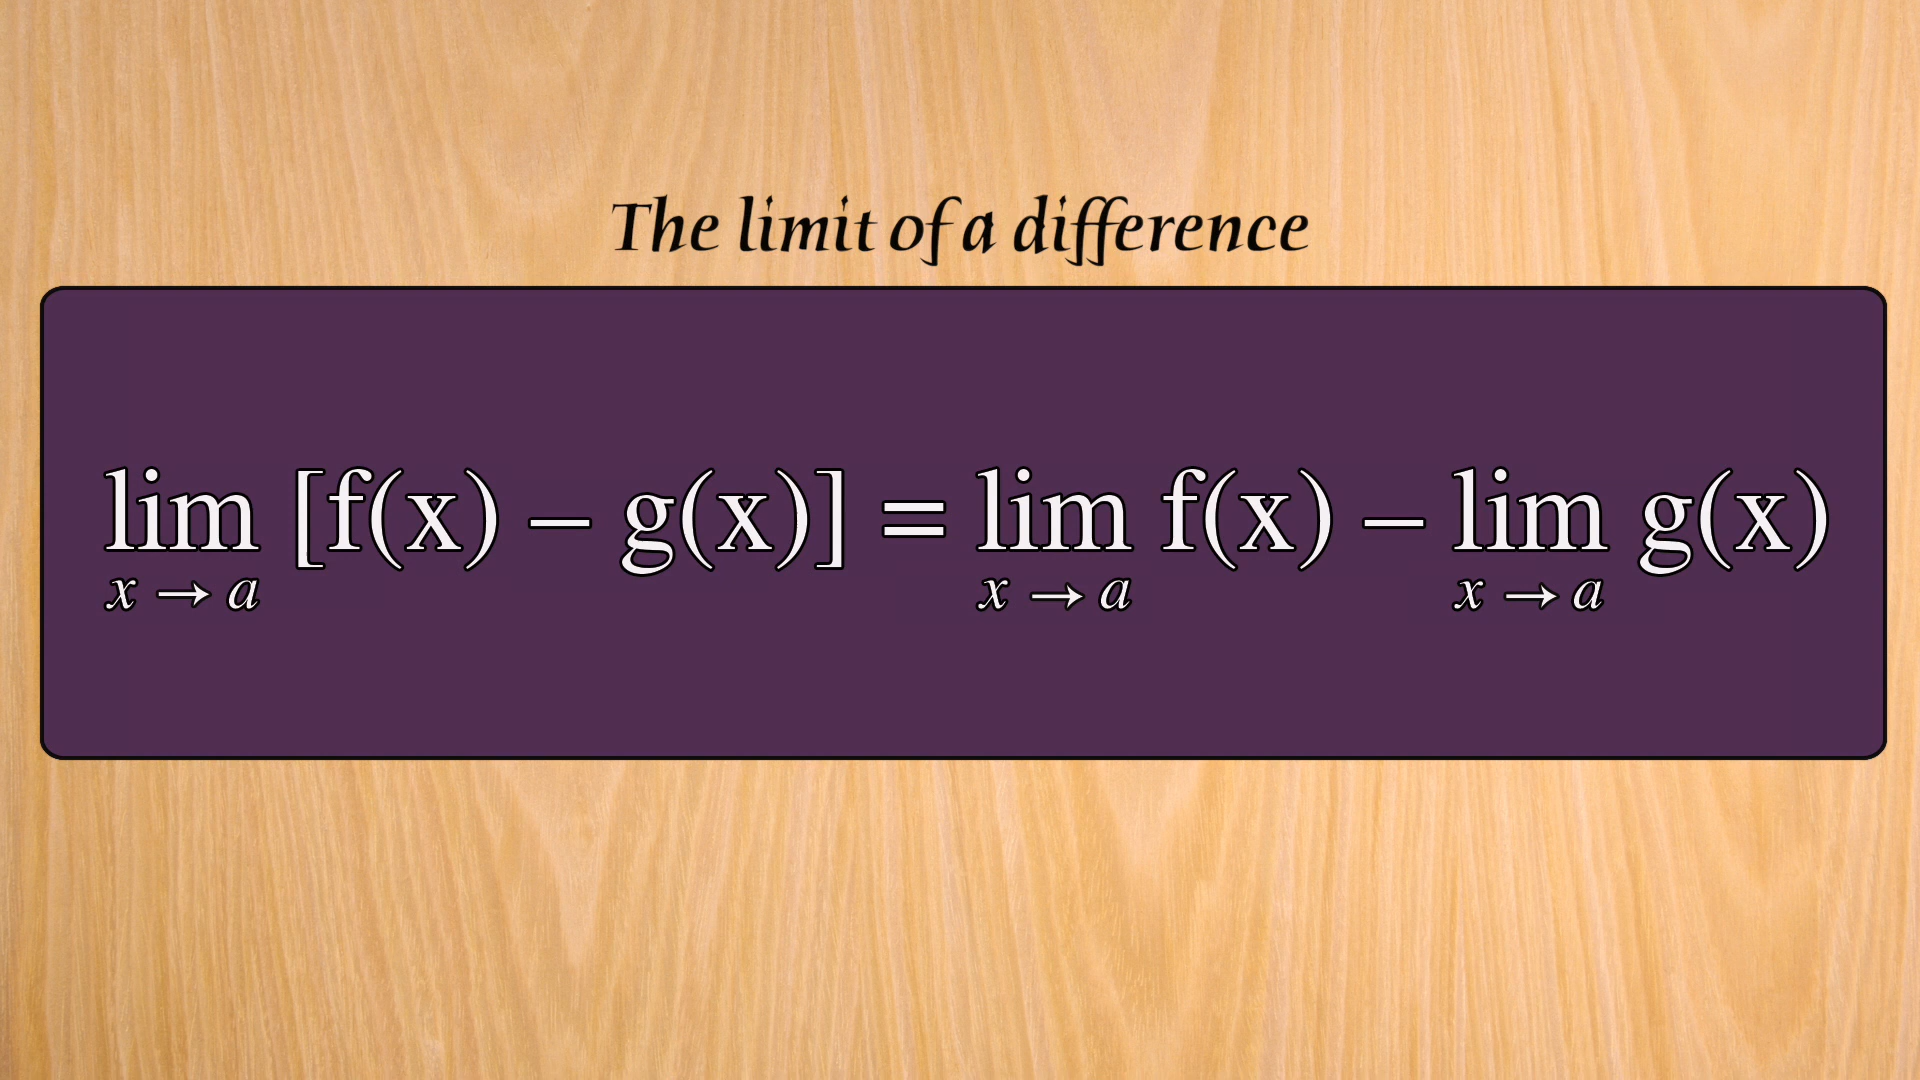 The limit of a difference
lim [f(x) – g(x)] = lim f(x) – lim g(x)
x → a x → a x → a